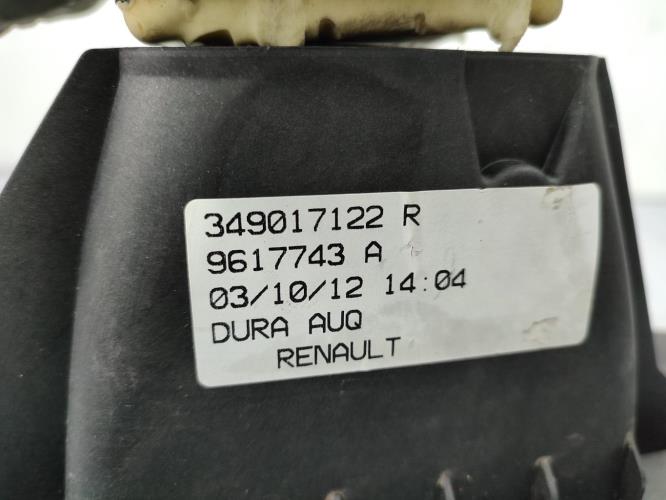 349017122 R
9617743 A
03/10/12 14:04
DURA AUQ
RENAULT